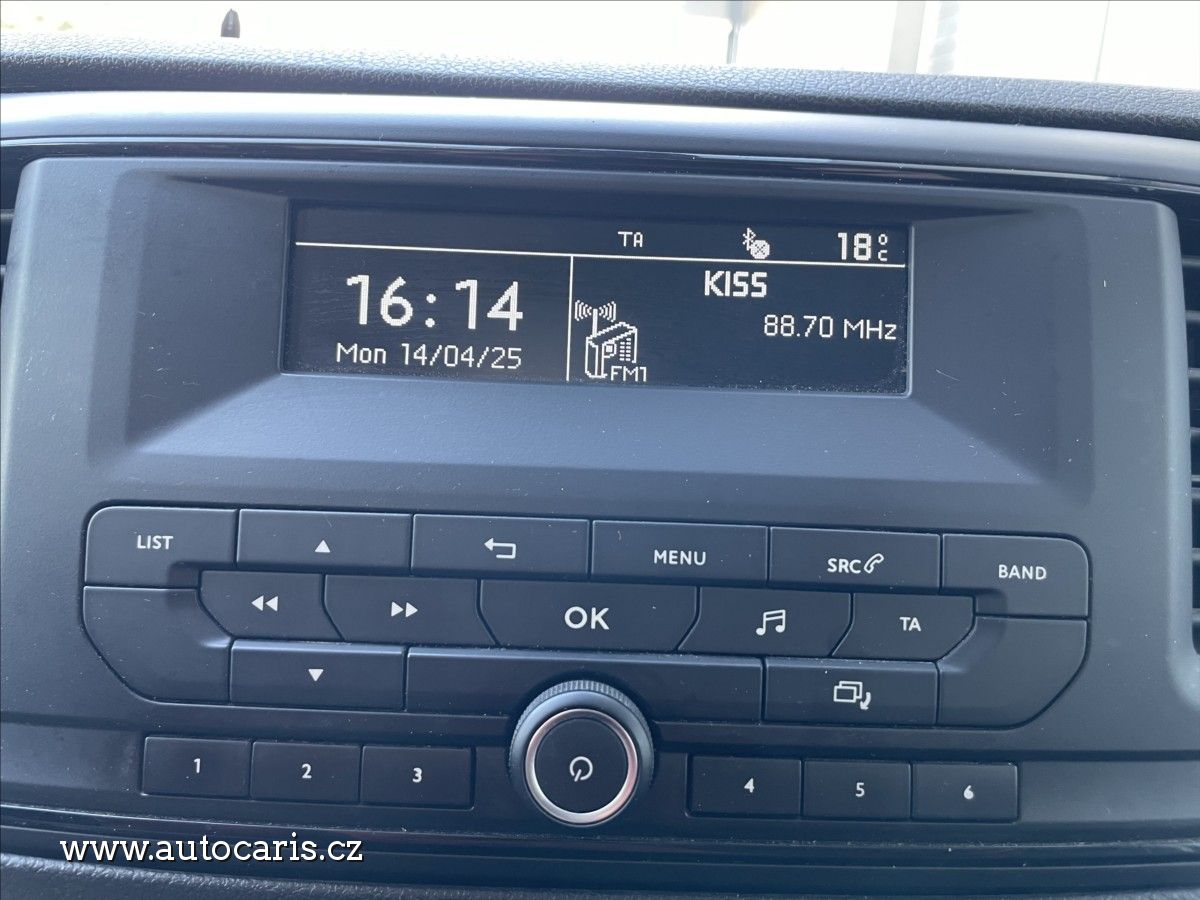 TA 18°C
16:14
KISS
88.70 MHz
Mon 14/04/25
FM1
LIST
MENU
SRC
BAND
OK
TA
1
2
3
4
5
6
www.autocaris.cz